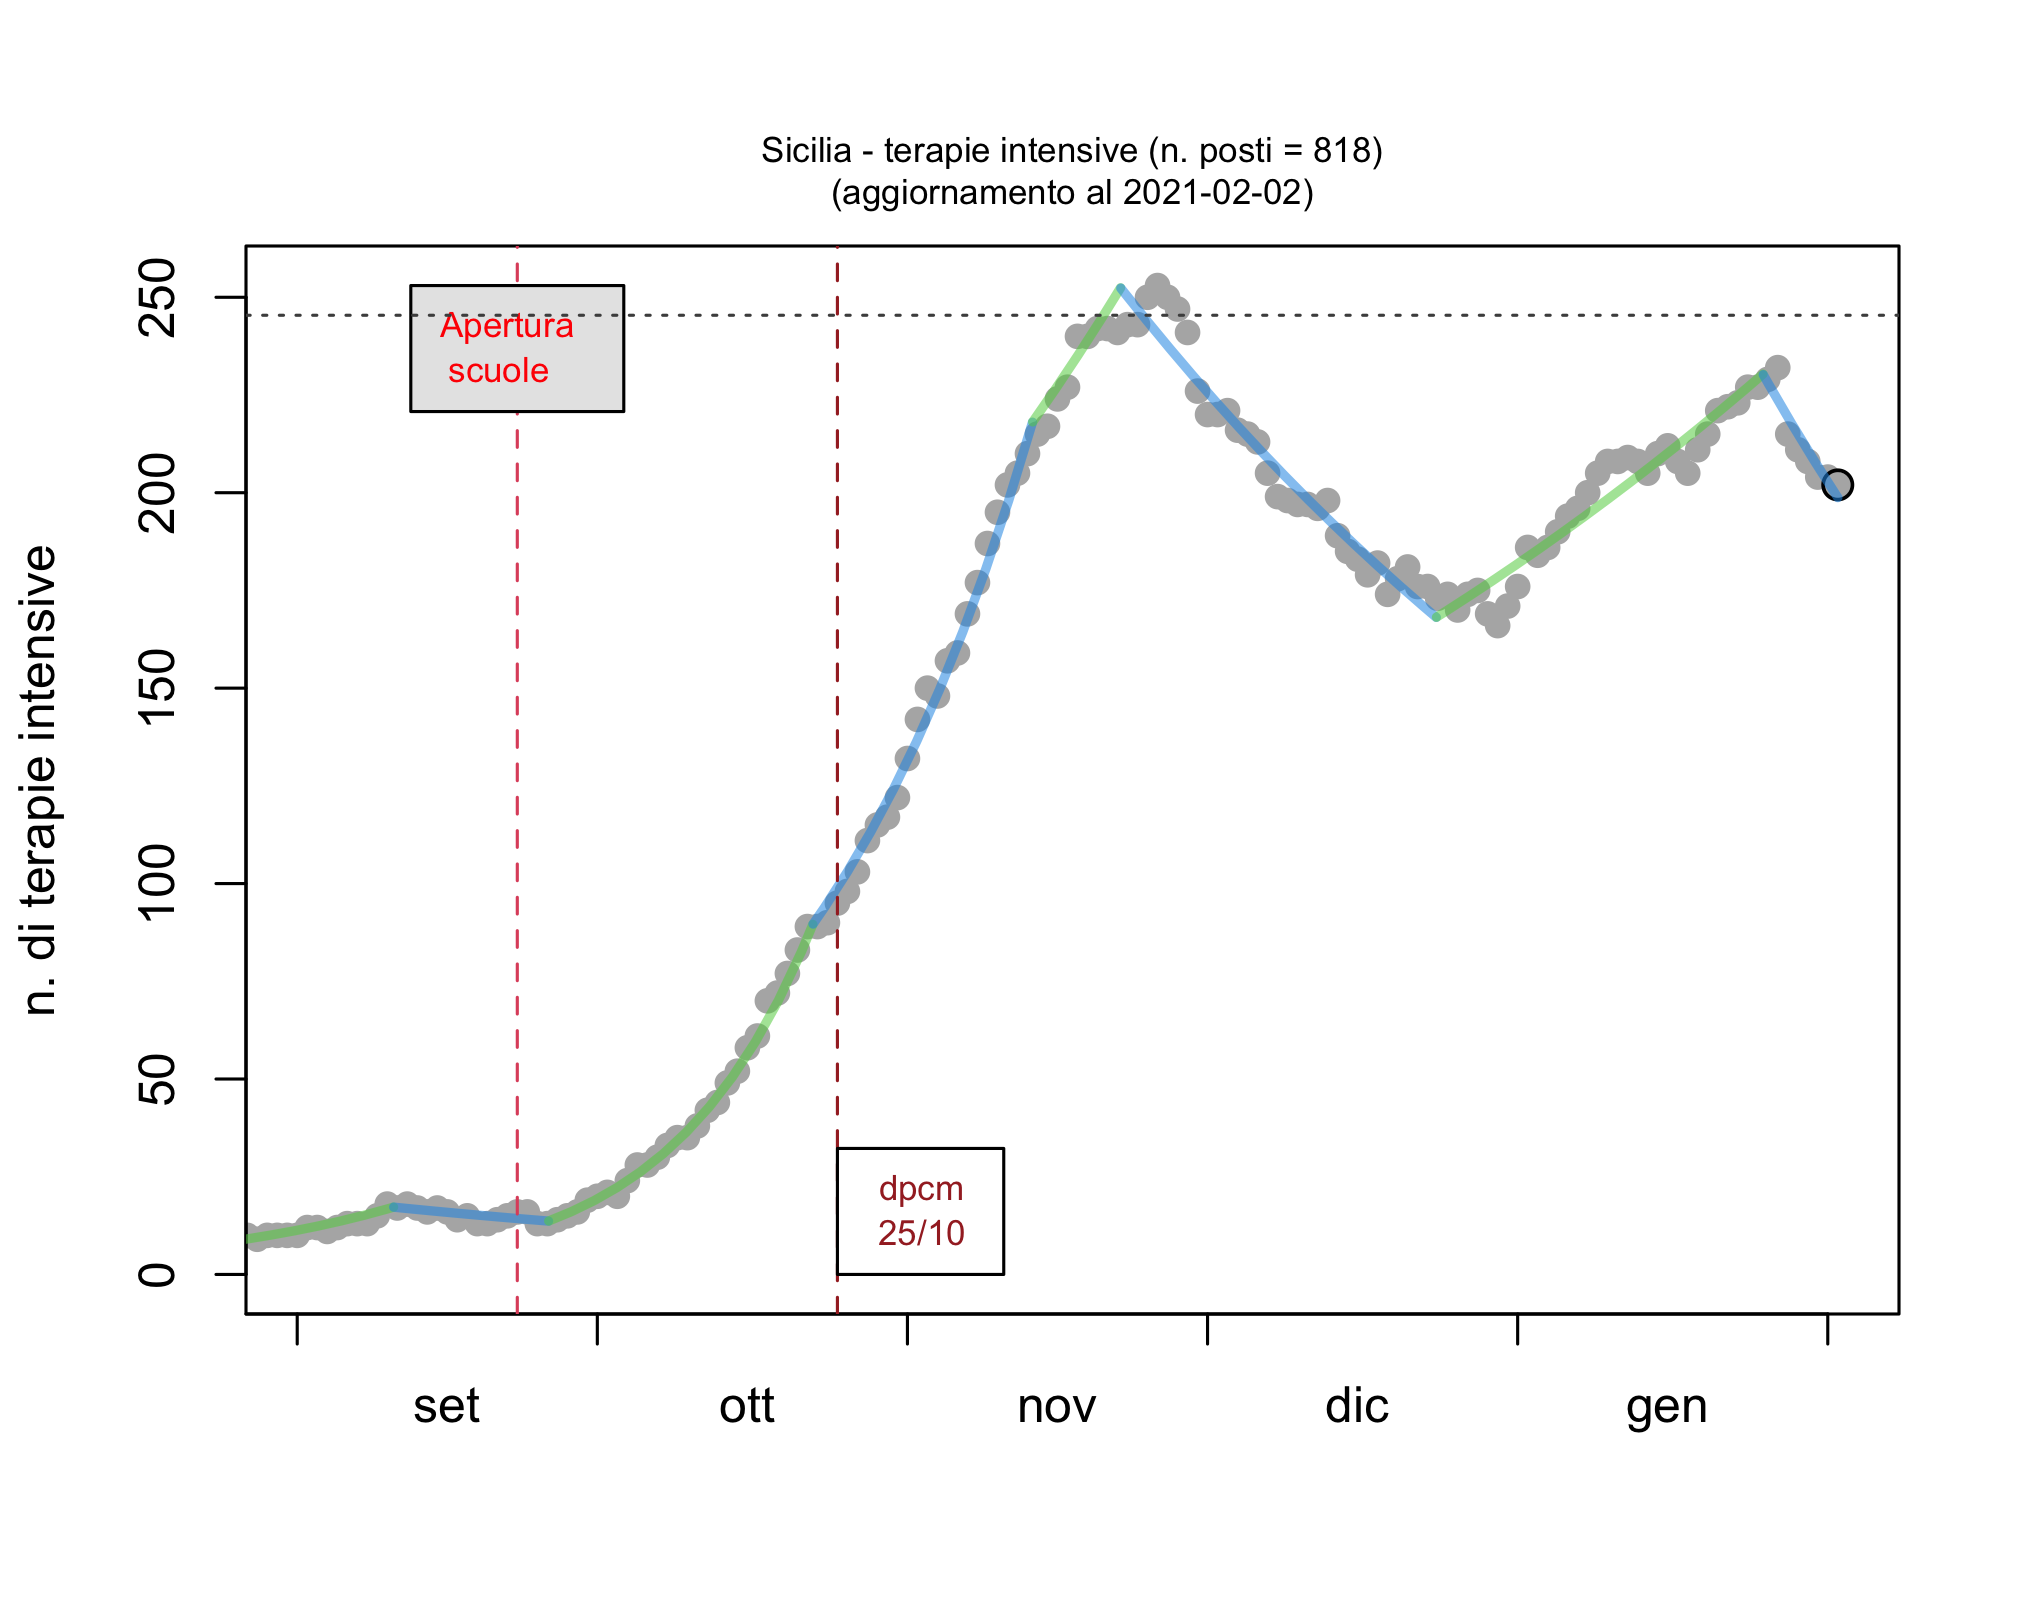 Sicilia - terapie intensive (n. posti = 818)
(aggiornamento al 2021-02-02)
n. di terapie intensive
250
200
150
100
50
0
Apertura
scuole
dpcm
25/10
set
ott
nov
dic
gen